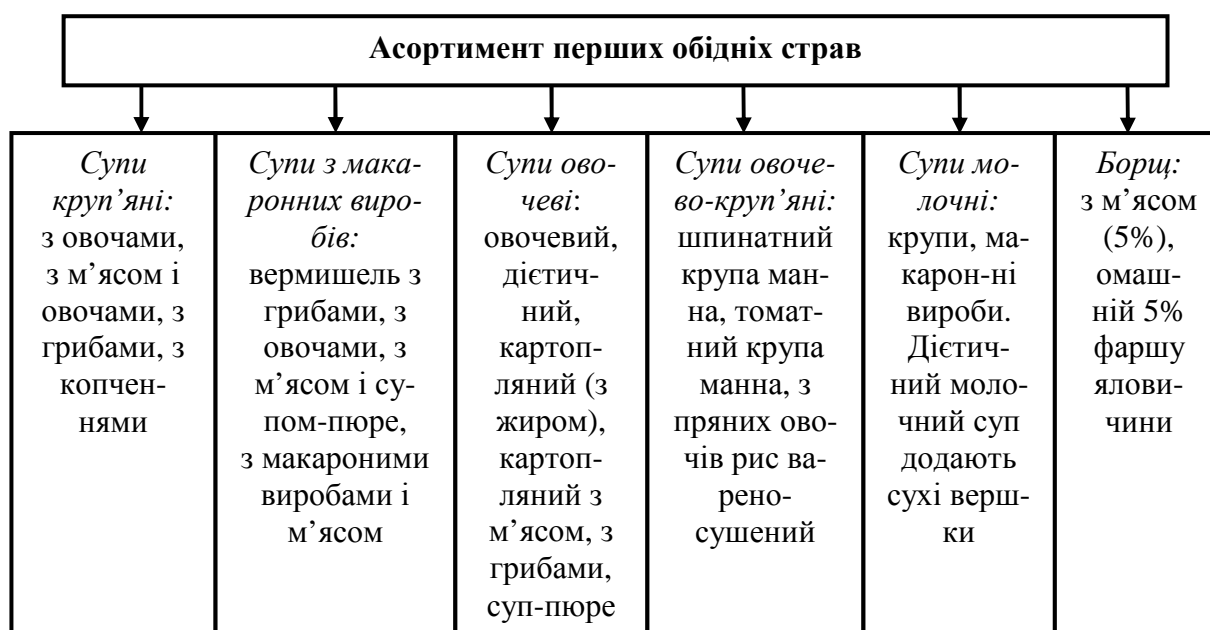 Асортимент перших обідніх страв
Супи
круп’яні:
з овочами,
з м’ясом і
овочами, з
грибами, з
копчен-
нями
Супи з мака-
ронних виро-
бів:
вермишель з
грибами, з
овочами, з
м’ясом і су-
пом-пюре,
з макароними
виробами і
м’ясом
Супи ово-
чеві:
овочевий,
дієтич-
ний,
картоп-
ляний (з
жиром),
картоп-
ляний з
м’ясом, з
грибами,
суп-пюре
Супи овоче-
во-круп’яні:
шпинатний
крупа ман-
на, томат-
ний крупа
манна, з
пряних ово-
чів рис ва-
рено-
сушений
Супи мо-
лочні:
крупи, ма-
карон-ні
вироби.
Дієтич-
ний моло-
чний суп
додають
сухі верш-
ки
Борщ:
з м’ясом
(5%),
омаш-
ній 5%
фаршу
ялови-
чини